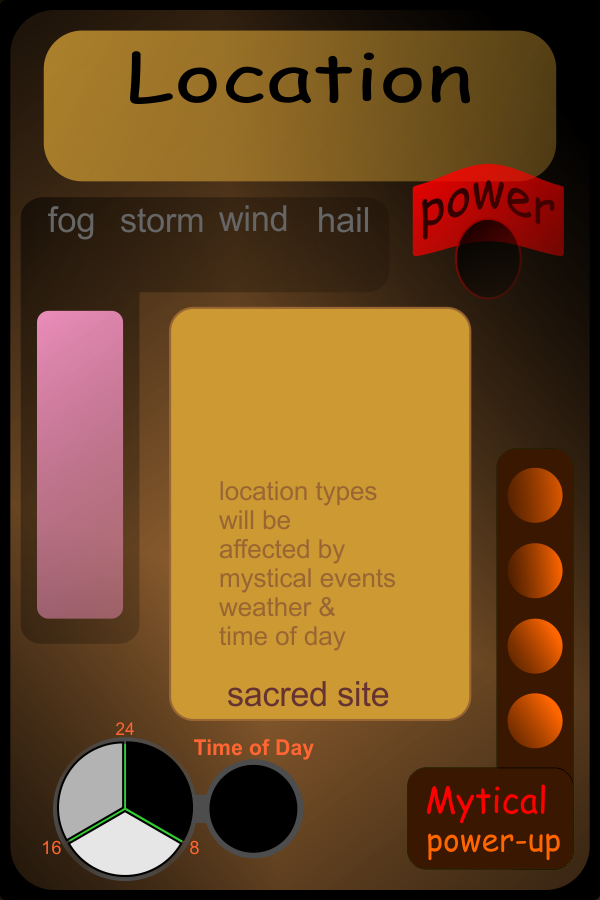 Location
power
fog storm wind hail
location types
will be
affected by
mystical events
weather &
time of day
sacred site
24
Time of Day
16
8
Mytical
power-up